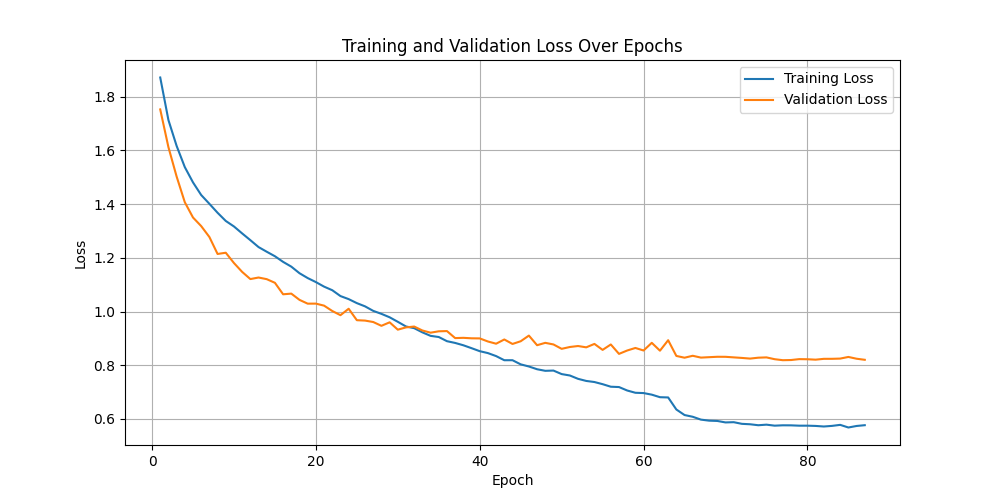 Training and Validation Loss Over Epochs
Training Loss
Validation Loss
1.8
1.6
1.4
1.2
1.0
0.8
0.6
Loss
0 20 40 60 80
Epoch